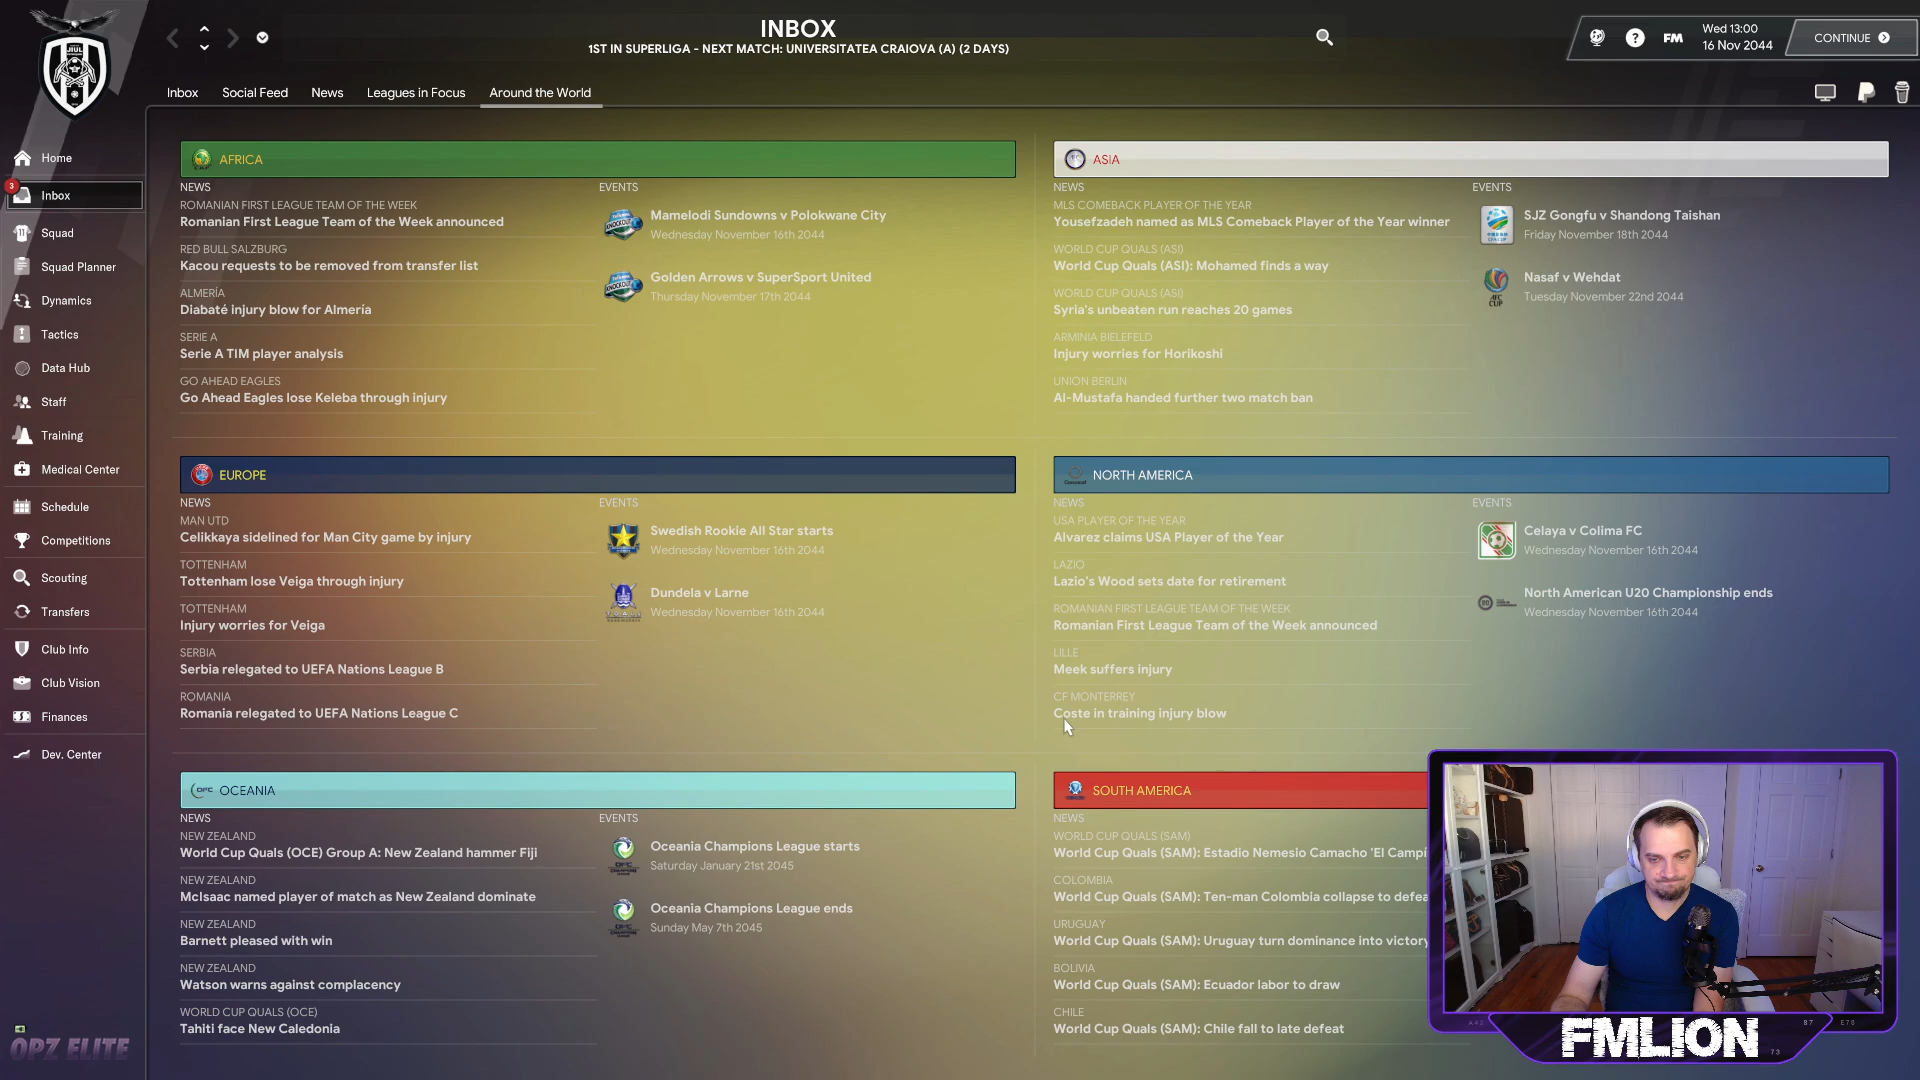 INBOX
1ST IN SUPERLIGA - NEXT MATCH: UNIVERSITATEA CRAIOVA (A) (2 DAYS)
FM
Wed 13:00
16 Nov 2044
CONTINUE
Inbox
Social Feed
News
Leagues in Focus
Around the World
Home
3
Inbox
Squad
Squad Planner
Dynamics
Tactics
Data Hub
Staff
Training
Medical Center
Schedule
Competitions
Scouting
Transfers
Club Info
Club Vision
Finances
Dev. Center
OPZ ELITE
AFRICA
NEWS
ROMANIAN FIRST LEAGUE TEAM OF THE WEEK
Romanian First League Team of the Week announced
RED BULL SALZBURG
Kacou requests to be removed from transfer list
ALMERÍA
Diabaté injury blow for Almería
SERIE A
Serie A TIM player analysis
GO AHEAD EAGLES
Go Ahead Eagles lose Keleba through injury
EVENTS
Mamelodi Sundowns v Polokwane City
Wednesday November 16th 2044
Golden Arrows v SuperSport United
Thursday November 17th 2044
ASIA
NEWS
MLS COMEBACK PLAYER OF THE YEAR
Yousefzadeh named as MLS Comeback Player of the Year winner
WORLD CUP QUALS (ASI)
World Cup Quals (ASI): Mohamed finds a way
WORLD CUP QUALS (ASI)
Syria's unbeaten run reaches 20 games
ARMINIA BIELEFELD
Injury worries for Horikoshi
UNION BERLIN
Al-Mustafa handed further two match ban
EVENTS
SJZ Gongfu v Shandong Taishan
Friday November 18th 2044
AFC CUP
Nasaf v Wehdat
Tuesday November 22nd 2044
EUROPE
NEWS
MAN UTD
Celikkaya sidelined for Man City game by injury
TOTTENHAM
Tottenham lose Veiga through injury
TOTTENHAM
Injury worries for Veiga
SERBIA
Serbia relegated to UEFA Nations League B
ROMANIA
Romania relegated to UEFA Nations League C
EVENTS
Swedish Rookie All Star starts
Wednesday November 16th 2044
Dundela v Larne
Wednesday November 16th 2044
NORTH AMERICA
NEWS
USA PLAYER OF THE YEAR
Alvarez claims USA Player of the Year
LAZIO
Lazio's Wood sets date for retirement
ROMANIAN FIRST LEAGUE TEAM OF THE WEEK
Romanian First League Team of the Week announced
LILLE
Meek suffers injury
CF MONTERREY
Coste in training injury blow
EVENTS
Celaya v Colima FC
Wednesday November 16th 2044
North American U20 Championship ends
Wednesday November 16th 2044
OFC OCEANIA
NEWS
NEW ZEALAND
World Cup Quals (OCE) Group A: New Zealand hammer Fiji
NEW ZEALAND
McIsaac named player of match as New Zealand dominate
NEW ZEALAND
Barnett pleased with win
NEW ZEALAND
Watson warns against complacency
WORLD CUP QUALS (OCE)
Tahiti face New Caledonia
EVENTS
Oceania Champions League starts
Saturday January 21st 2045
Oceania Champions League ends
Sunday May 7th 2045
SOUTH AMERICA
NEWS
WORLD CUP QUALS (SAM)
World Cup Quals (SAM): Estadio Nemesio Camacho 'El Campí
COLOMBIA
World Cup Quals (SAM): Ten-man Colombia collapse to defea
URUGUAY
World Cup Quals (SAM): Uruguay turn dominance into victory
BOLIVIA
World Cup Quals (SAM): Ecuador labor to draw
CHILE
World Cup Quals (SAM): Chile fall to late defeat
FMLION
87
E76
73